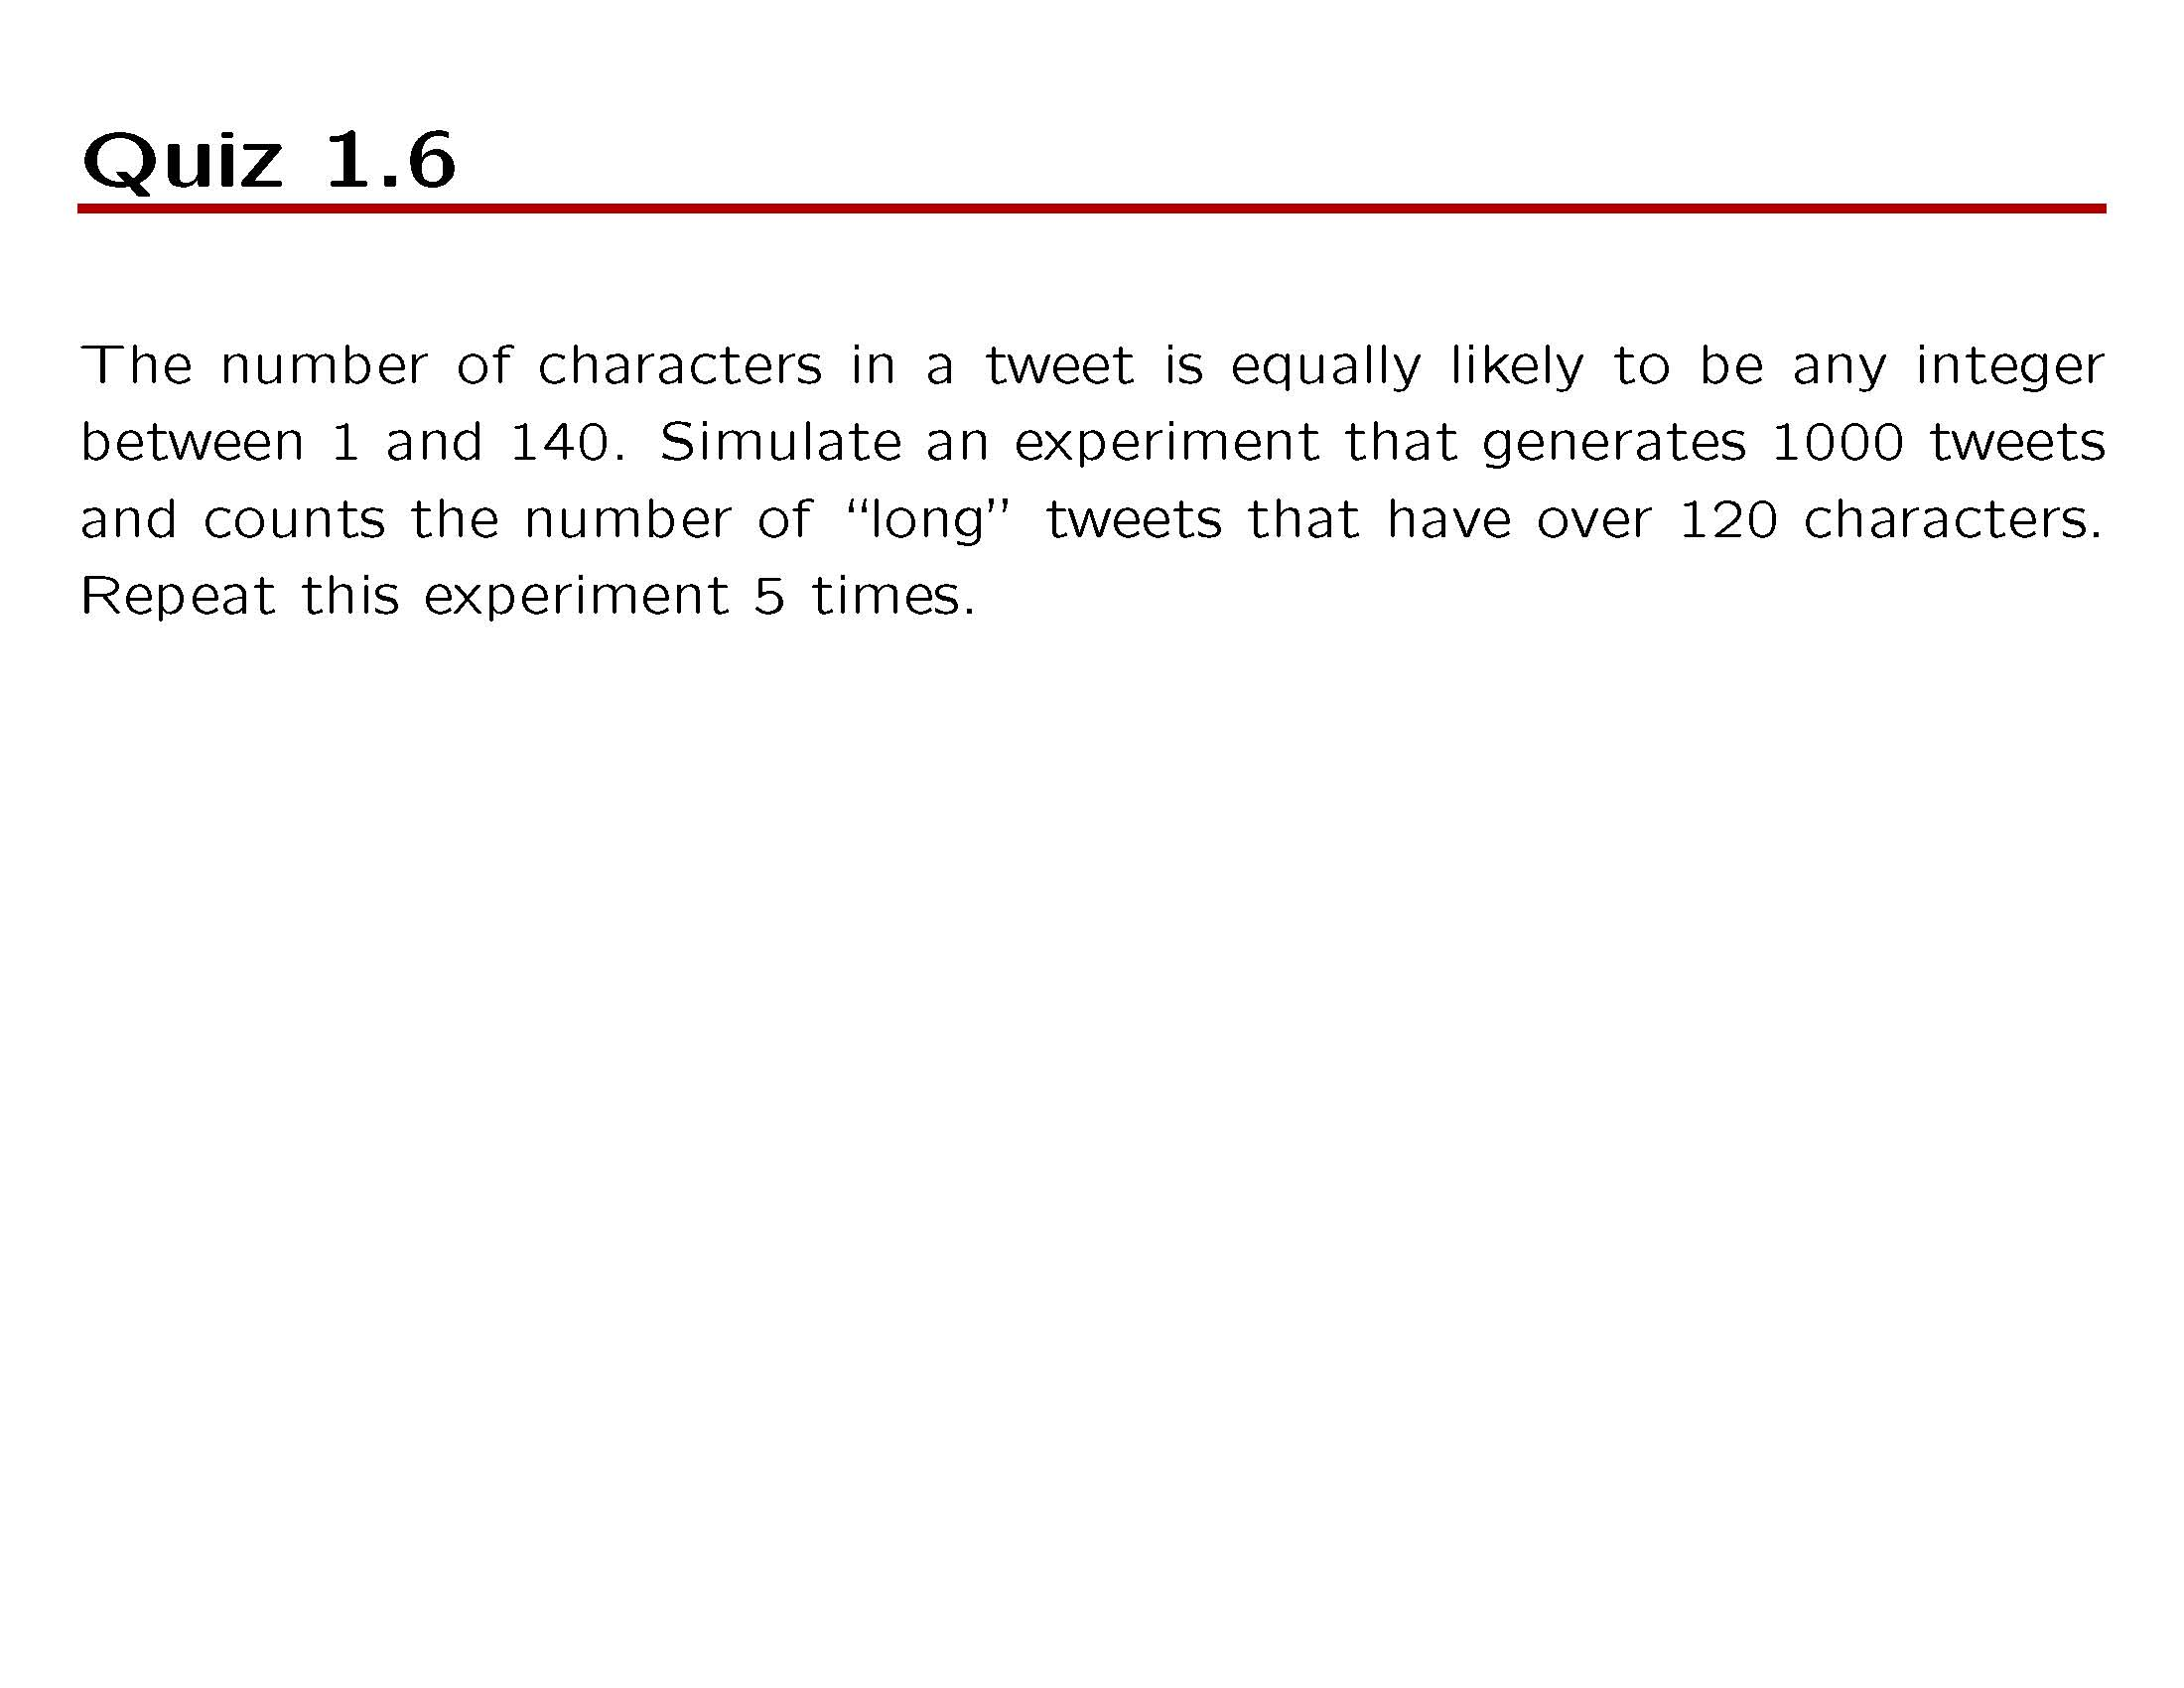 Quiz 1.6
The number of characters in a tweet is equally likely to be any integer
between 1 and 140. Simulate an experiment that generates 1000 tweets
and counts the number of “long” tweets that have over 120 characters.
Repeat this experiment 5 times.